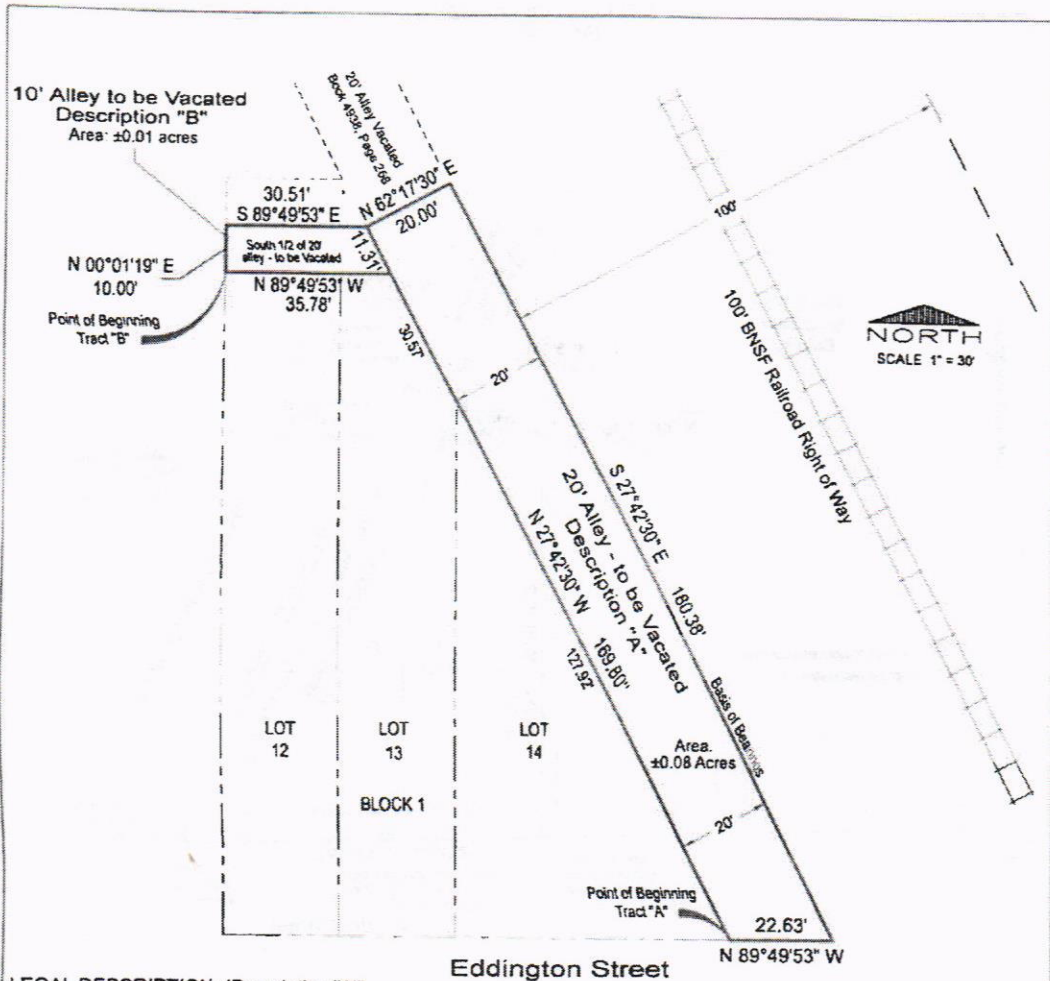 10' Alley to be Vacated
Description "B"
Area: ±0.01 acres
20' Alley Vacated
Book 4938, Page 266
30.51'
S 89°49'53" E
N 62°17'30" E
20.00'
11.31'
South 1/2 of 20'
alley - to be Vacated
N 00°01'19" E
10.00'
N 89°49'53" W
35.78'
Point of Beginning
Tract "B"
30.57'
20'
100'
100' BNSF Railroad Right of Way
NORTH
SCALE 1" = 30'
S 27°42'30" E
180.38'
20' Alley - to be Vacated
Description "A"
N 27°42'30" W
169.80"
127.92'
Basis of Bearings
LOT
12
LOT
13
LOT
14
BLOCK 1
Area.
±0.08 Acres
20'
Point of Beginning
Tract "A"
22.63'
N 89°49'53" W
Eddington Street
LEGAL DESCRIPTION